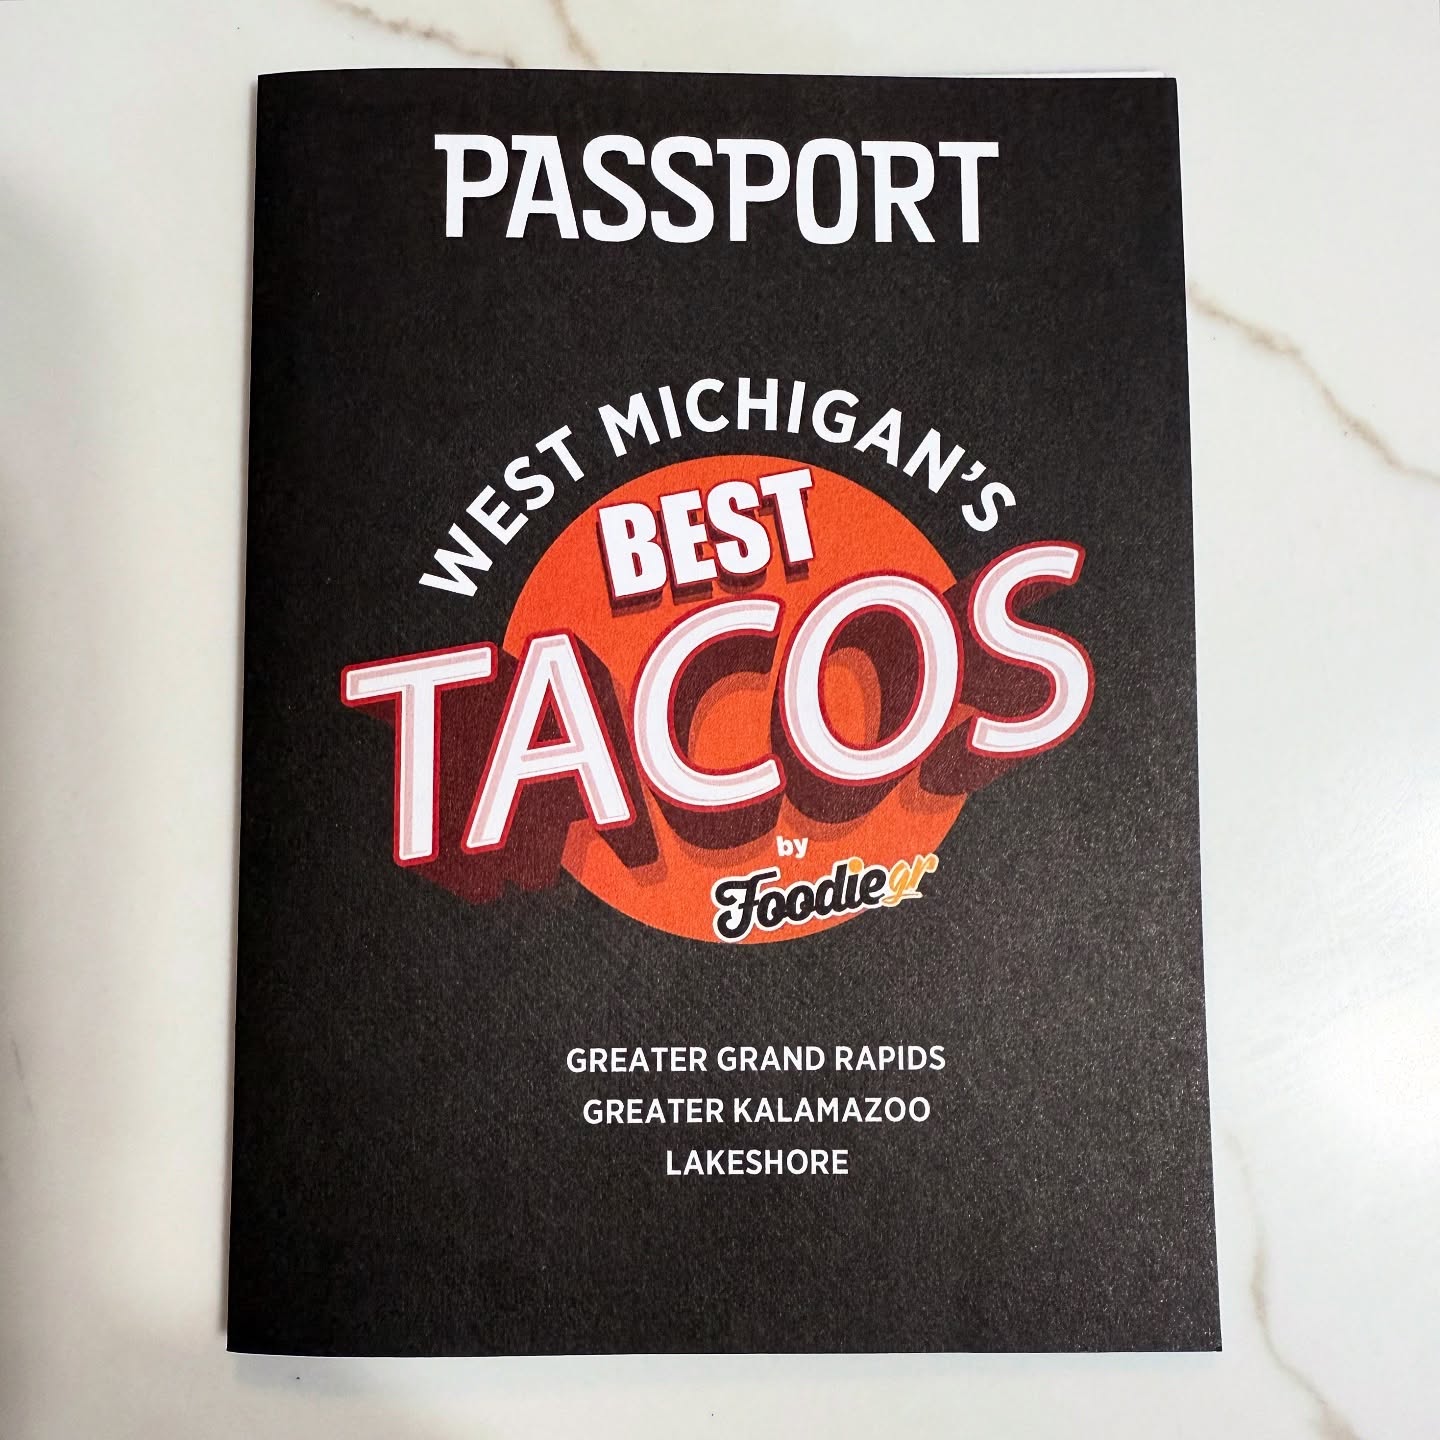 PASSPORT
WEST MICHIGAN'S
BEST
TACOS
by
Foodiegr
GREATER GRAND RAPIDS
GREATER KALAMAZOO
LAKESHORE